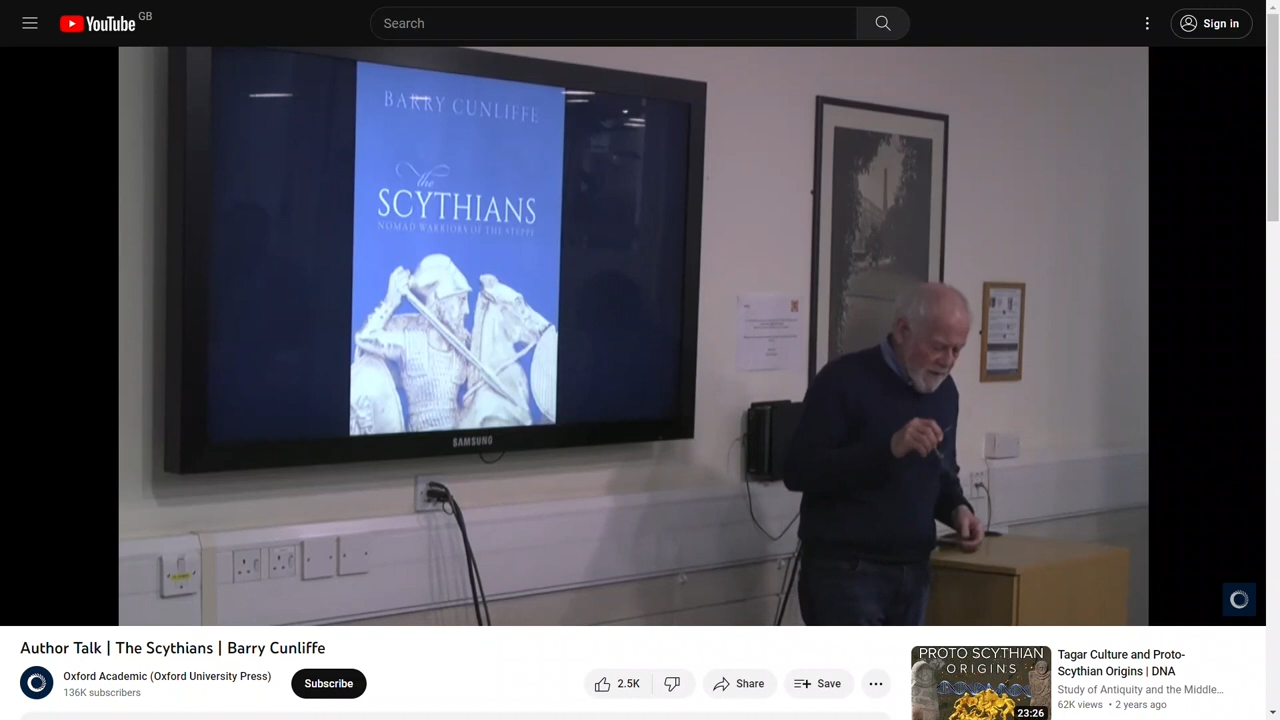 YouTube GB
Search
Sign in
BARRY CUNLIFFE
the
SCYTHIANS
NOMAD WARRIORS OF THE STEPPE
SAMSUNG
Author Talk | The Scythians | Barry Cunliffe
Oxford Academic (Oxford University Press)
136K subscribers
Subscribe
2.5K
Share
Save
PROTO SCYTHIAN
ORIGINS
23:26
Tagar Culture and Proto-
Scythian Origins | DNA
Study of Antiquity and the Middle...
62K views • 2 years ago